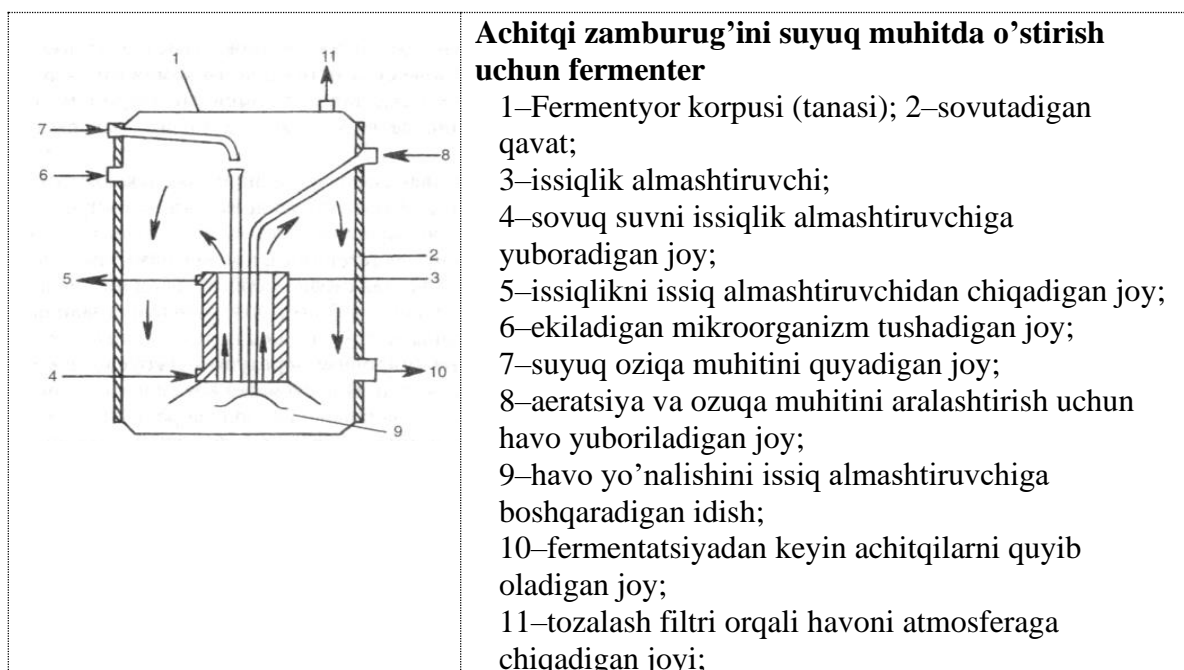 11
1
7
8
6
2
5
3
4
10
9
Achitqi zamburug’ini suyuq muhitda o’stirish
uchun fermenter
1–Fermentyor korpusi (tanasi); 2–sovutadigan
qavat;
3–issiqlik almashtiruvchi;
4–sovuq suvni issiqlik almashtiruvchiga
yuboradigan joy;
5–issiqlikni issiq almashtiruvchidan chiqadigan joy;
6–ekiladigan mikroorganizm tushadigan joy;
7–suyuq oziqa muhitini quyadigan joy;
8–aeratsiya va ozuqa muhitini aralashtirish uchun
havo yuboriladigan joy;
9–havo yo’nalishini issiq almashtiruvchiga
boshqaradigan idish;
10–fermentatsiyadan keyin achitqilarni quyib
oladigan joy;
11–tozalash filtri orqali havoni atmosferaga
chiqadigan joyi;